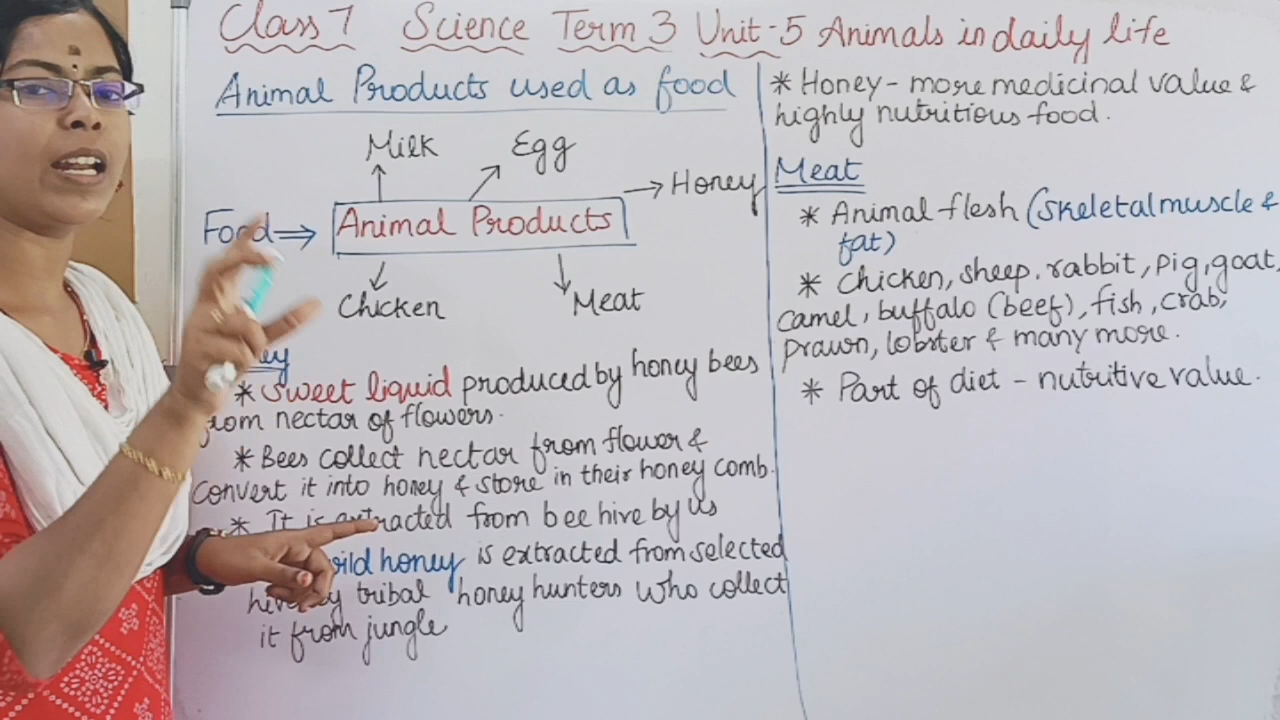 Class 7 Science Term 3 Unit-5 Animals in daily life
Animal Products used as food
Milk Egg
Honey
Food ⇒ Animal Products
Chicken Meat
* Sweet liquid produced by honey bees
from nectar of flowers.
* Bees collect nectar from flower &
convert it into honey & store in their honey comb.
* It is extracted from bee hive by us
wild honey is extracted from selected
tribal honey hunters who collect
it from jungle
* Honey - more medicinal value &
highly nutritious food.
Meat
* Animal flesh (Skeletal muscle &
fat)
* Chicken, sheep, rabbit, pig, goat,
camel, buffalo (beef), fish, crab,
prawn, lobster & many more.
* Part of diet - nutritive value.